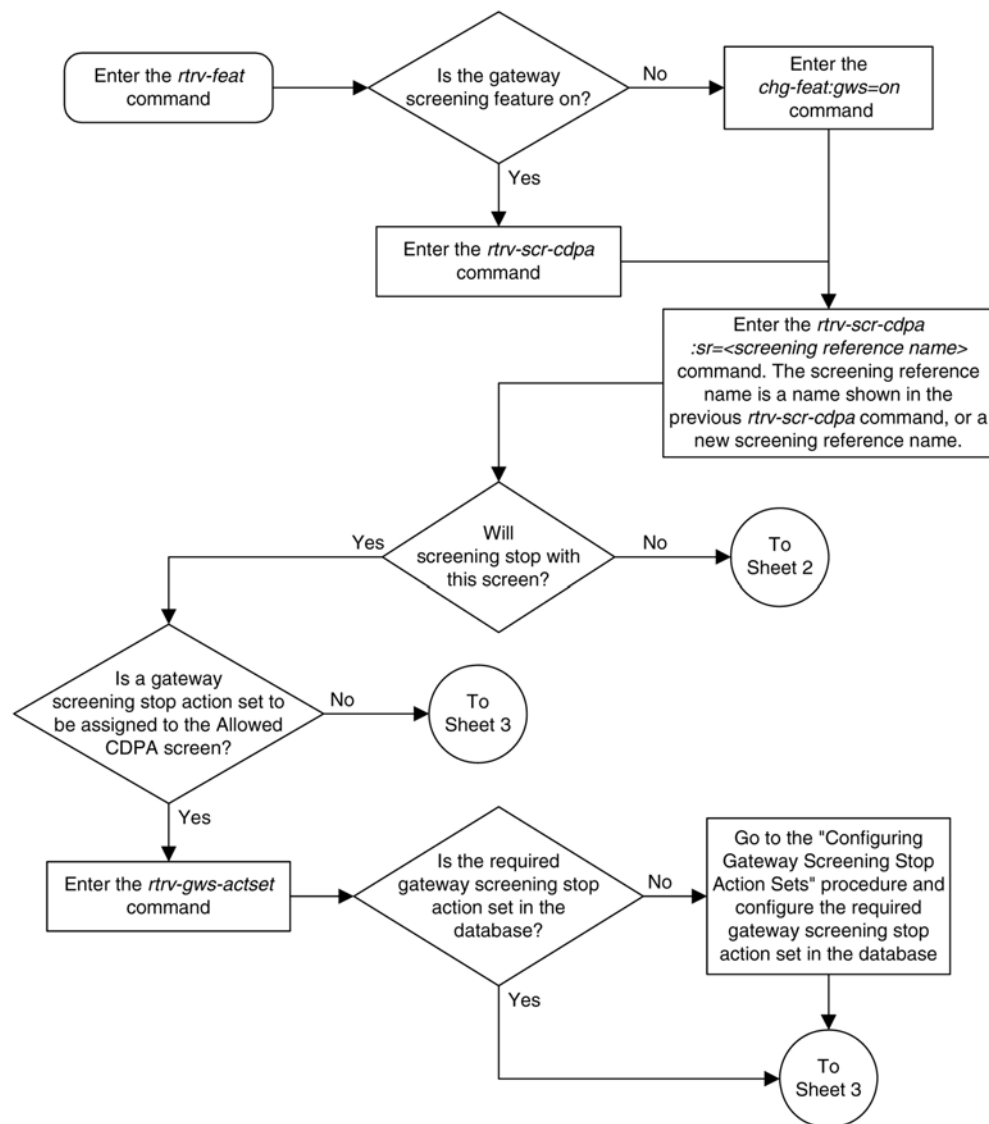 Enter the rtrv-feat
command
Is the gateway
screening feature on?
No
Enter the
chg-feat:gws=on
command
Yes
Enter the rtrv-scr-cdpa
command
Enter the rtrv-scr-cdpa
:sr=<screening reference name>
command. The screening reference
name is a name shown in the
previous rtrv-scr-cdpa command, or a
new screening reference name.
Will
screening stop with
this screen?
Yes
No
To
Sheet 2
Is a gateway
screening stop action set to
be assigned to the Allowed
CDPA screen?
No
To
Sheet 3
Yes
Enter the rtrv-gws-actset
command
Is the required
gateway screening stop
action set in the
database?
No
Go to the "Configuring
Gateway Screening Stop
Action Sets" procedure and
configure the required
gateway screening stop
action set in the database
Yes
To
Sheet 3